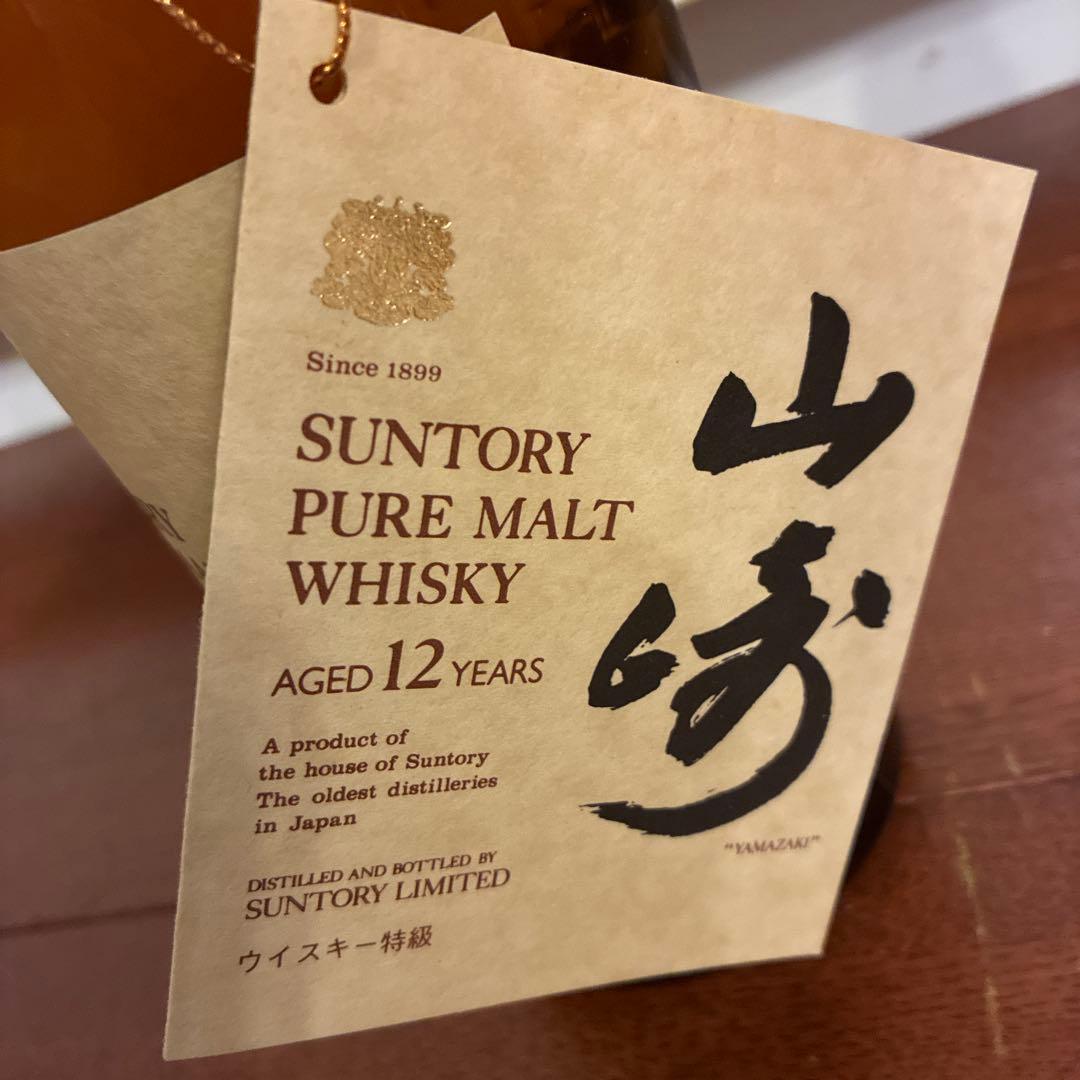 Since 1899
SUNTORY
PURE MALT
WHISKY
AGED 12 YEARS
A product of
the house of Suntory
The oldest distilleries
in Japan
DISTILLED AND BOTTLED BY
SUNTORY LIMITED
ウイスキー特級
山崎
"YAMAZAKI"